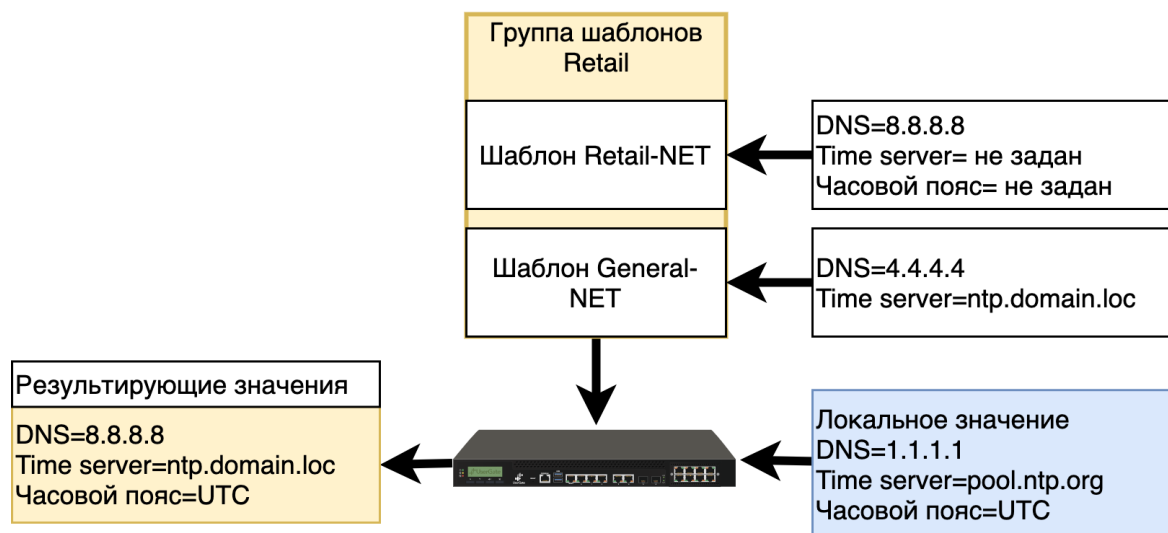 Группа шаблонов
Retail
Шаблон Retail-NET
DNS=8.8.8.8
Time server= не задан
Часовой пояс= не задан
Шаблон General-
NET
DNS=4.4.4.4
Time server=ntp.domain.loc
Результирующие значения
DNS=8.8.8.8
Time server=ntp.domain.loc
Часовой пояс=UTC
Локальное значение
DNS=1.1.1.1
Time server=pool.ntp.org
Часовой пояс=UTC